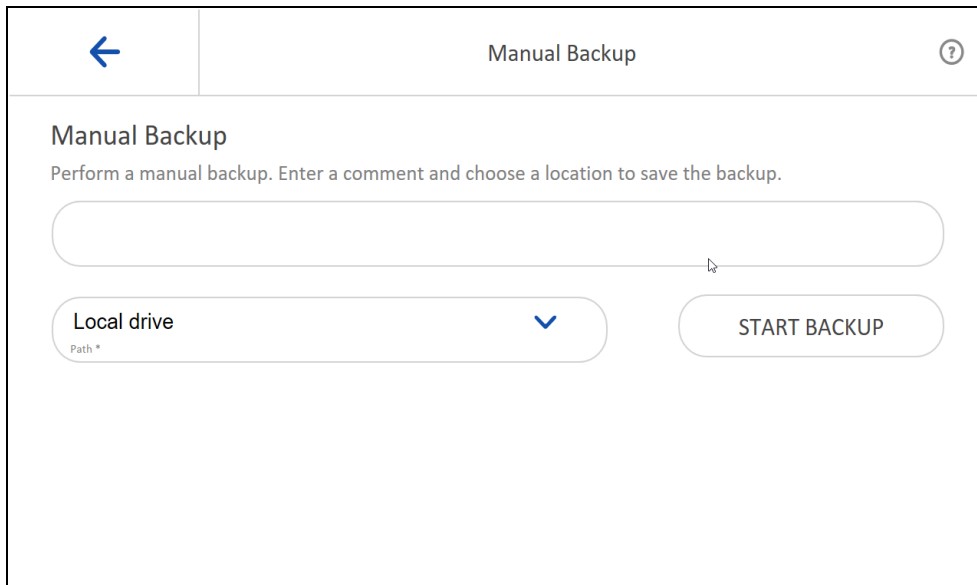 Manual Backup
?
Manual Backup
Perform a manual backup. Enter a comment and choose a location to save the backup.
Local drive
Path *
START BACKUP